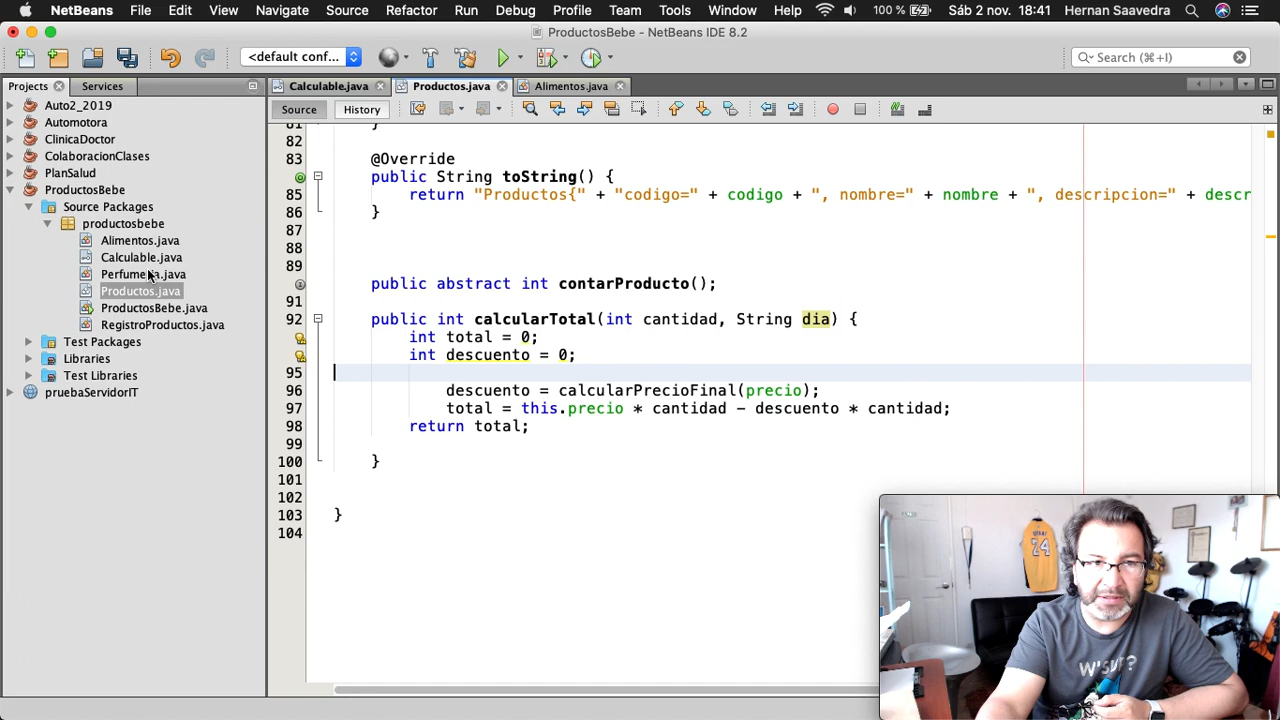 NetBeans File Edit View Navigate Source Refactor Run Debug Profile Team Tools Window Help 100 % Sáb 2 nov. 18:41 Hernan Saavedra
ProductosBebe - NetBeans IDE 8.2
<default conf... Search (⌘+I)
Projects Services Calculable.java Productos.java Alimentos.java
Source History
Auto2_2019
Automotora
ClinicaDoctor
ColaboracionClases
PlanSalud
ProductosBebe
Source Packages
productosbebe
Alimentos.java
Calculable.java
Productos.java
ProductosBebe.java
RegistroProductos.java
Test Packages
Libraries
Test Libraries
pruebaServidorIT
81 }
82
83 @Override
public String toString() {
85 return "Productos{" + "codigo=" + codigo + ", nombre=" + nombre + ", descripcion=" + descr
86 }
87
88
89
public abstract int contarProducto();
91
92 public int calcularTotal(int cantidad, String dia) {
int total = 0;
int descuento = 0;
95
96 descuento = calcularPrecioFinal(precio);
97 total = this.precio * cantidad - descuento * cantidad;
98 return total;
99
100 }
101
102
103 }
104
24